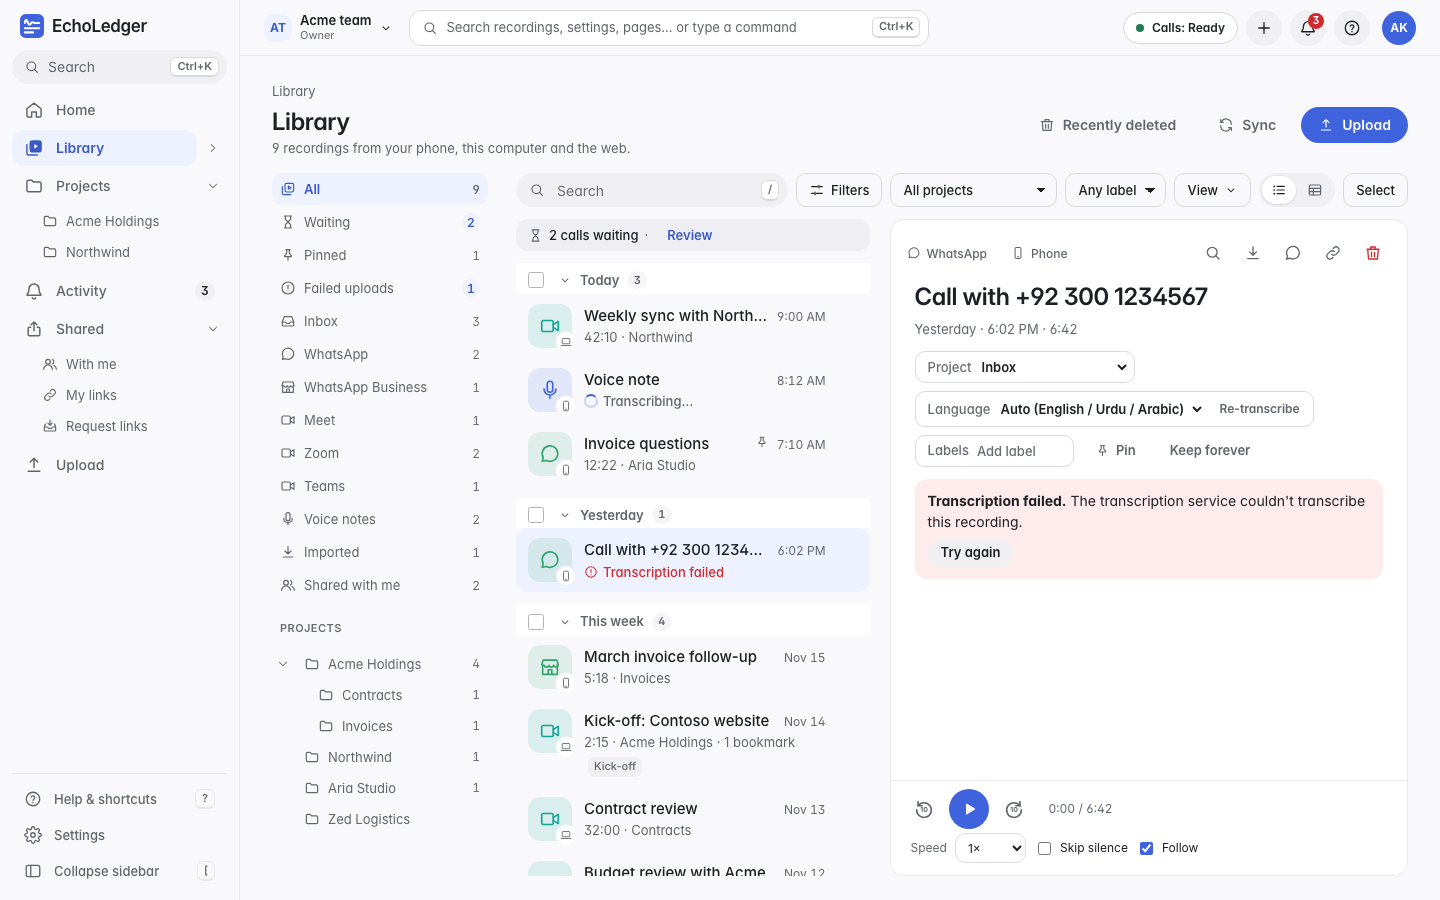 EchoLedger
Search
Ctrl+K
Home
Library
Projects
Acme Holdings
Northwind
Activity
3
Shared
With me
My links
Request links
Upload
Help & shortcuts
?
Settings
Collapse sidebar
[
AT
Acme team
Owner
Search recordings, settings, pages... or type a command
Ctrl+K
Calls: Ready
3
AK
Library
Library
9 recordings from your phone, this computer and the web.
Recently deleted
Sync
Upload
All 9
Waiting 2
Pinned 1
Failed uploads 1
Inbox 3
WhatsApp 2
WhatsApp Business 1
Meet 1
Zoom 2
Teams 1
Voice notes 2
Imported 1
Shared with me 2
PROJECTS
Acme Holdings 4
Contracts 1
Invoices 1
Northwind 1
Aria Studio 1
Zed Logistics
Search
/
Filters
All projects
Any label
View
Select
2 calls waiting · Review
Today 3
Weekly sync with North... 9:00 AM
42:10 · Northwind
Voice note 8:12 AM
Transcribing...
Invoice questions 7:10 AM
12:22 · Aria Studio
Yesterday 1
Call with +92 300 1234... 6:02 PM
Transcription failed
This week 4
March invoice follow-up Nov 15
5:18 · Invoices
Kick-off: Contoso website Nov 14
2:15 · Acme Holdings · 1 bookmark
Kick-off
Contract review Nov 13
32:00 · Contracts
Budget review with Acme Nov 12
WhatsApp
Phone
Call with +92 300 1234567
Yesterday · 6:02 PM · 6:42
Project Inbox
Language Auto (English / Urdu / Arabic) Re-transcribe
Labels Add label
Pin
Keep forever
Transcription failed. The transcription service couldn't transcribe
this recording.
Try again
10
10
0:00 / 6:42
Speed 1×
Skip silence
Follow